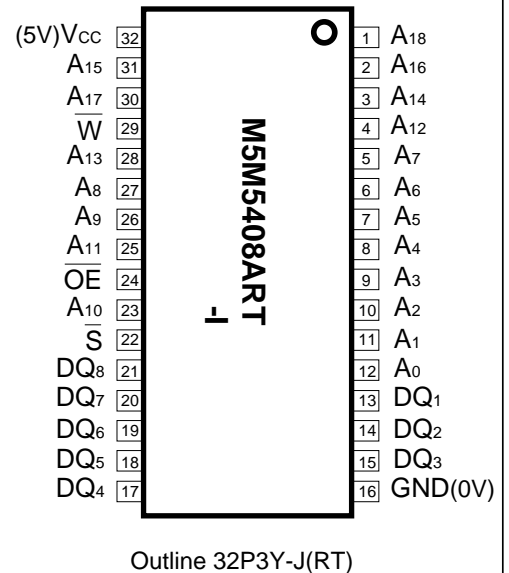 (5V)VCC 32 1 A18
A15 31 2 A16
A17 30 3 A14
W 29 4 A12
A13 28 5 A7
A8 27 6 A6
A9 26 7 A5
A11 25 8 A4
OE 24 9 A3
A10 23 10 A2
S 22 11 A1
DQ8 21 12 A0
DQ7 20 13 DQ1
DQ6 19 14 DQ2
DQ5 18 15 DQ3
DQ4 17 16 GND(0V)
M5M5408ART
-I
Outline 32P3Y-J(RT)